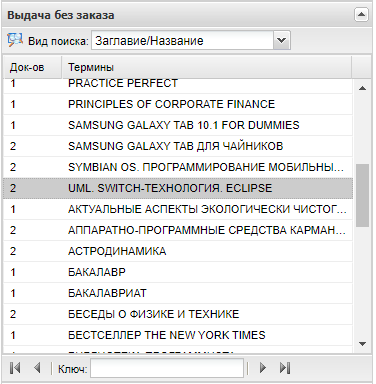 Выдача без заказа
Вид поиска: Заглавие/Название
Док-ов Термины
1 PRACTICE PERFECT
1 PRINCIPLES OF CORPORATE FINANCE
1 SAMSUNG GALAXY TAB 10.1 FOR DUMMIES
2 SAMSUNG GALAXY TAB ДЛЯ ЧАЙНИКОВ
2 SYMBIAN OS. ПРОГРАММИРОВАНИЕ МОБИЛЬНЫ...
2 UML. SWITCH-ТЕХНОЛОГИЯ. ECLIPSE
1 АКТУАЛЬНЫЕ АСПЕКТЫ ЭКОЛОГИЧЕСКИ ЧИСТОГ...
2 АППАРАТНО-ПРОГРАММНЫЕ СРЕДСТВА КАРМАН...
2 АСТРОДИНАМИКА
1 БАКАЛАВР
1 БАКАЛАВРИАТ
2 БЕСЕДЫ О ФИЗИКЕ И ТЕХНИКЕ
1 БЕСТСЕЛЛЕР THE NEW YORK TIMES
Ключ: